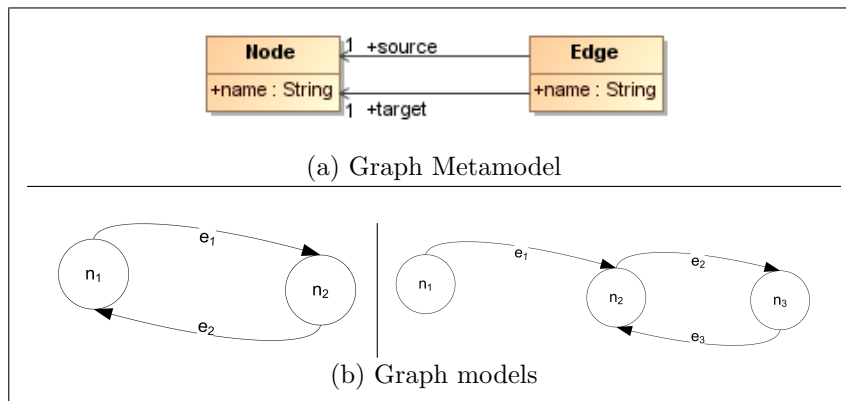 Node
+name : String
1 +source
1 +target
Edge
+name : String
(a) Graph Metamodel
n₁
e₁
n₂
e₂
n₁
e₁
n₂
e₂
n₃
e₃
(b) Graph models